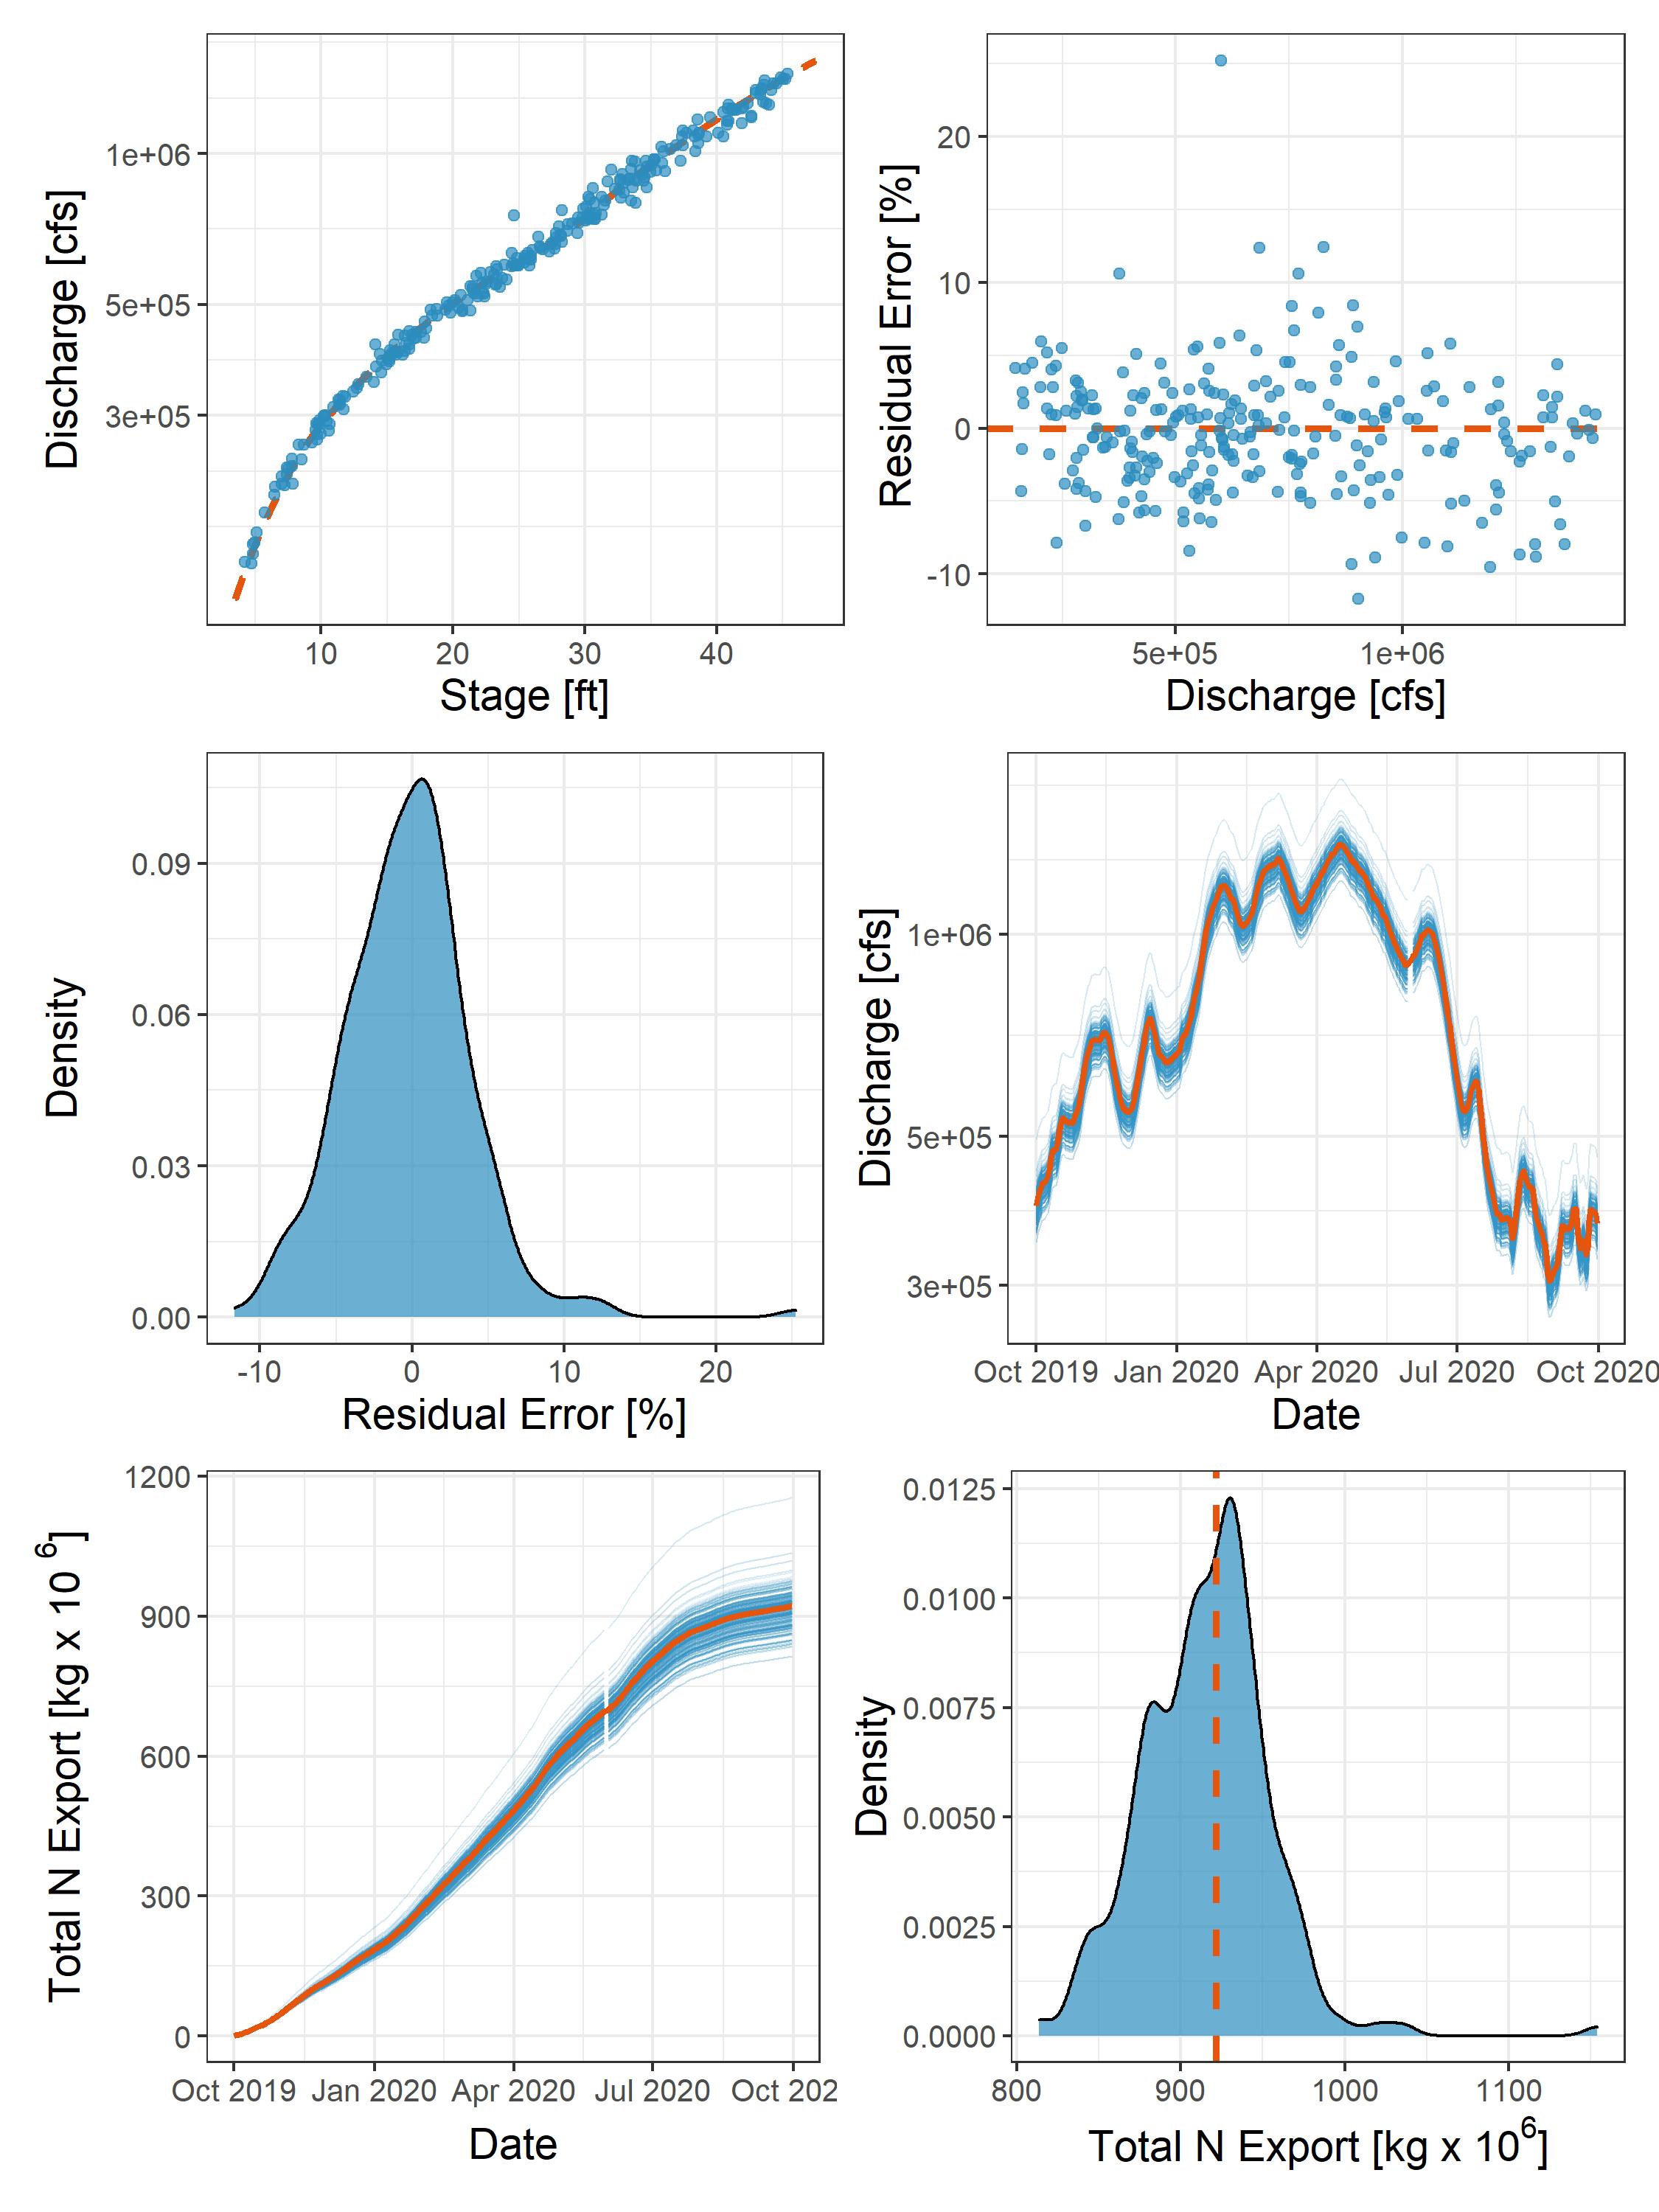 Discharge [cfs]
1e+06
5e+05
3e+05
10 20 30 40
Stage [ft]
Residual Error [%]
20
10
0
-10
5e+05 1e+06
Discharge [cfs]
Density
0.09
0.06
0.03
0.00
-10 0 10 20
Residual Error [%]
Discharge [cfs]
1e+06
5e+05
3e+05
Oct 2019 Jan 2020 Apr 2020 Jul 2020 Oct 2020
Date
Total N Export [kg x 10 6]
1200
900
600
300
0
Oct 2019 Jan 2020 Apr 2020 Jul 2020 Oct 202
Date
Density
0.0125
0.0100
0.0075
0.0050
0.0025
0.0000
800 900 1000 1100
Total N Export [kg x 10⁶]